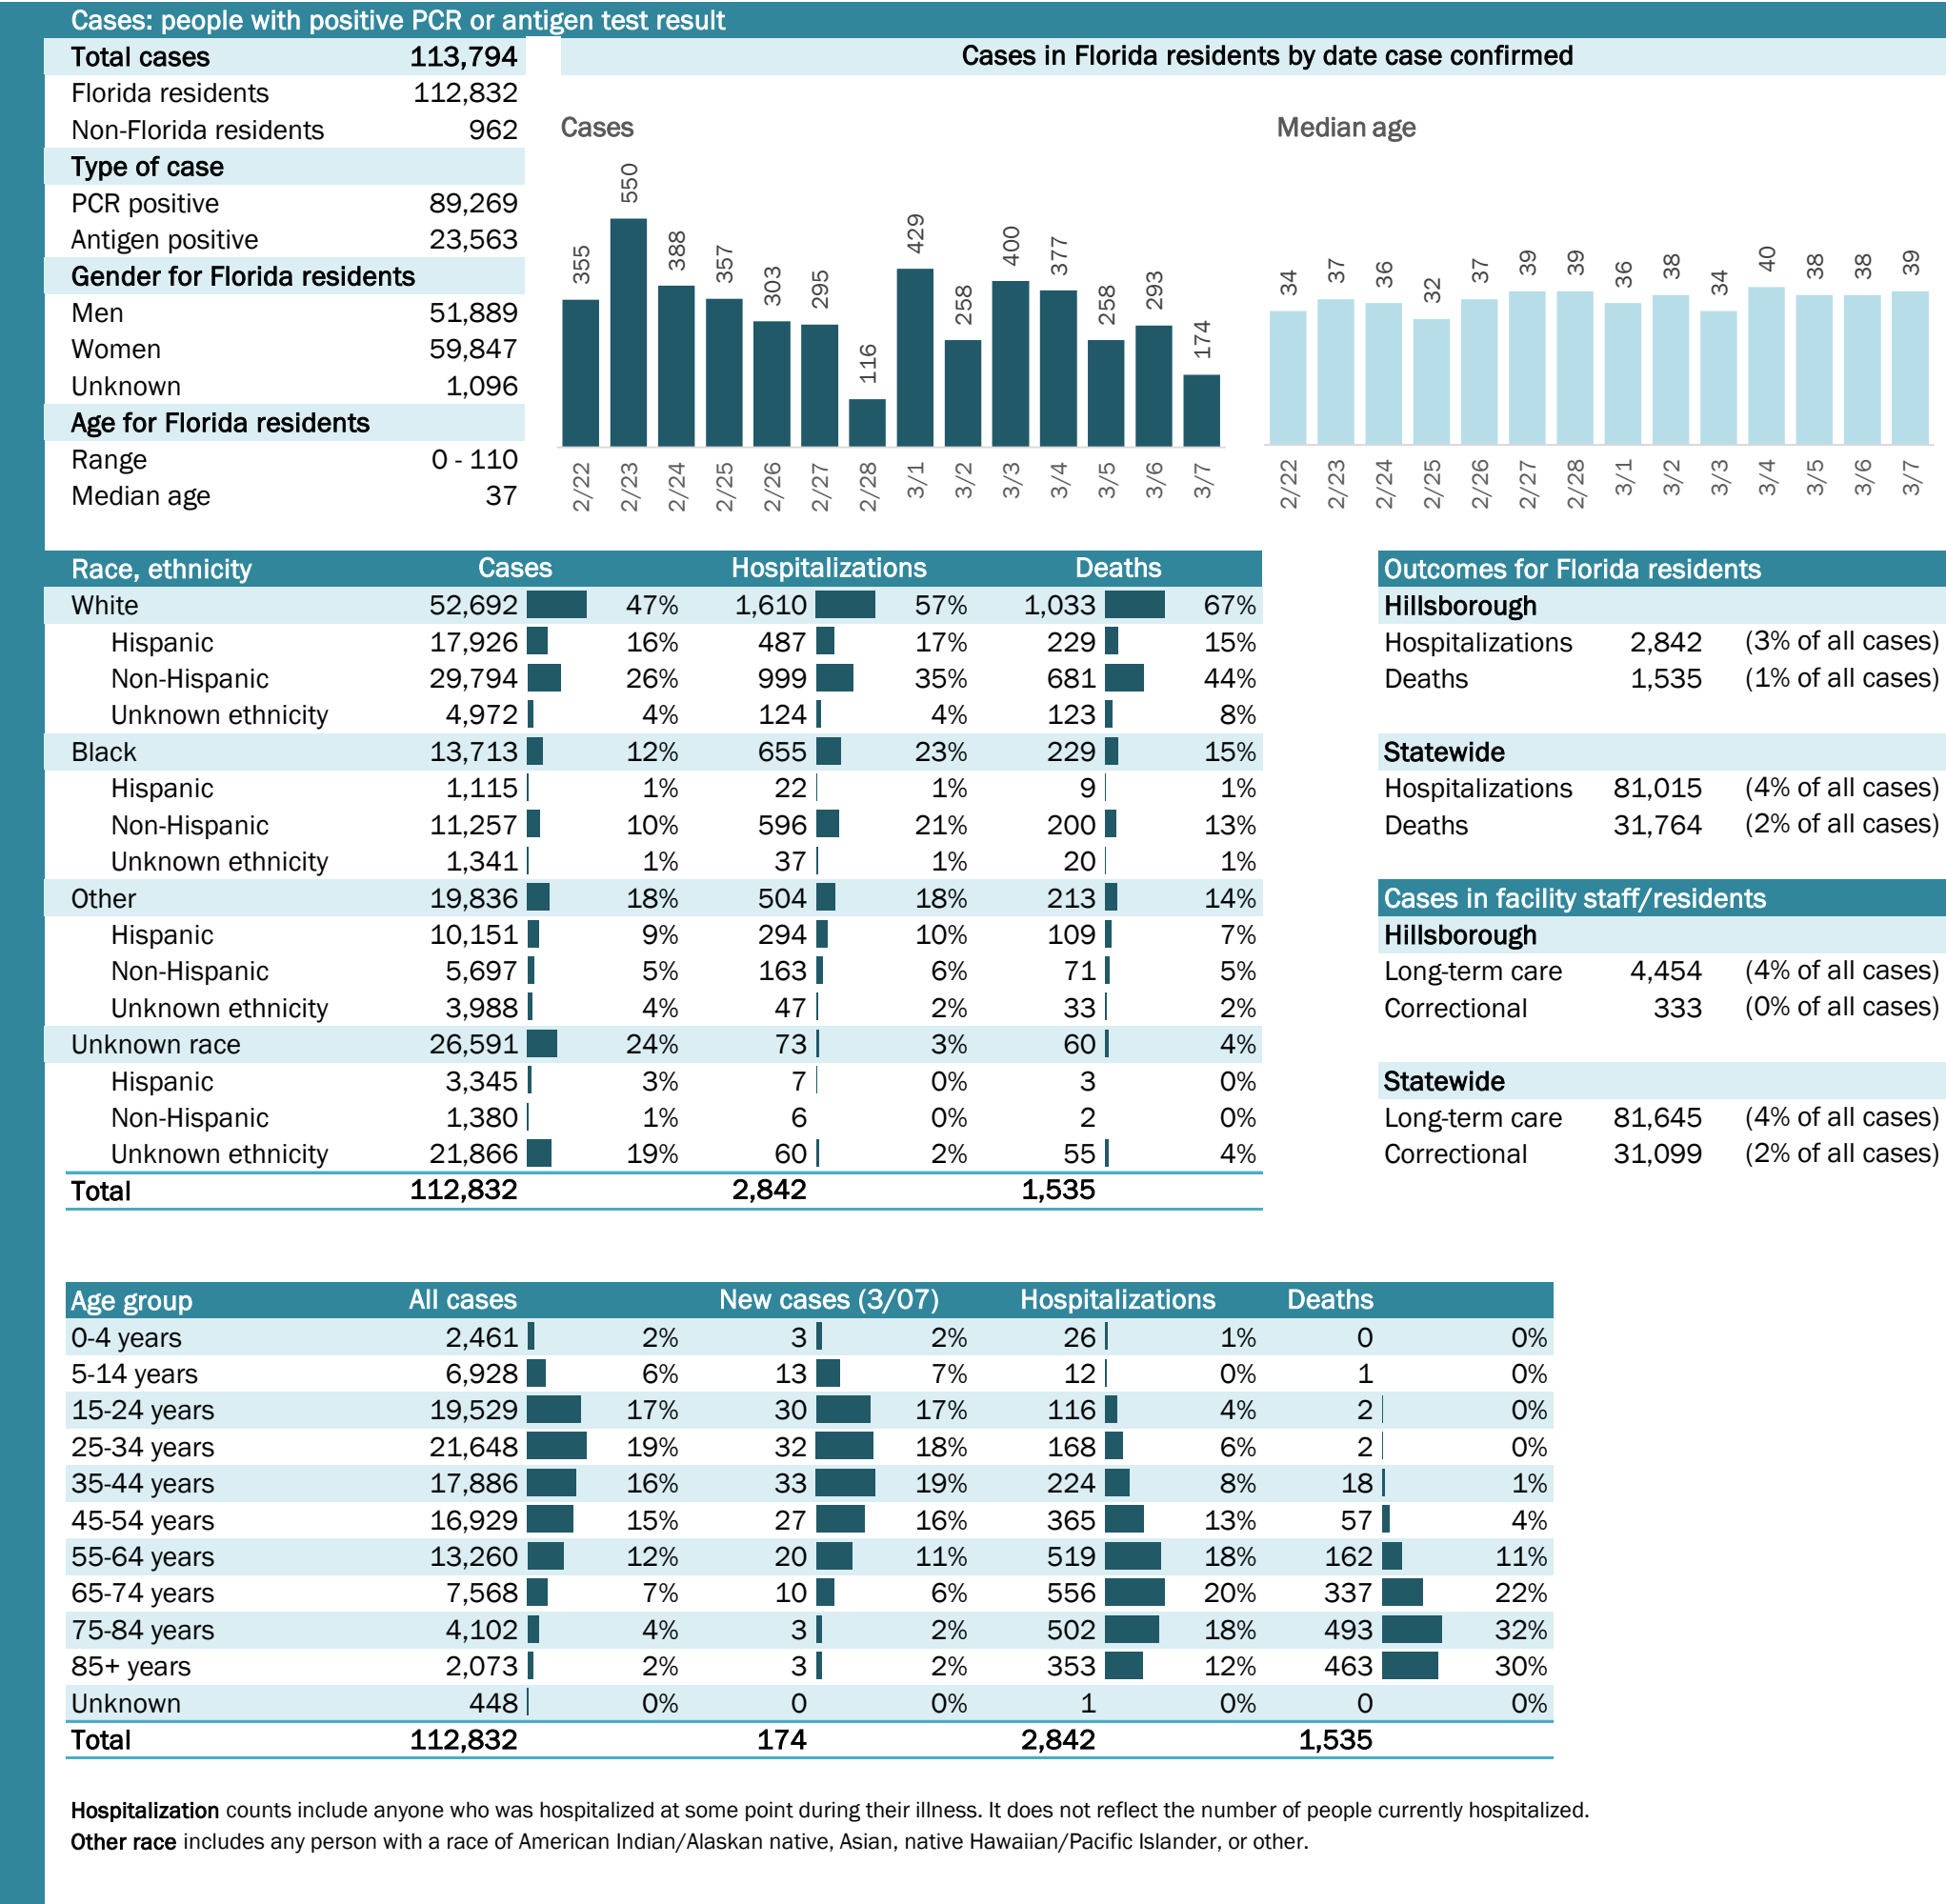 Cases: people with positive PCR or antigen test result
Total cases 113,794
Florida residents 112,832
Non-Florida residents 962
Type of case
PCR positive 89,269
Antigen positive 23,563
Gender for Florida residents
Men 51,889
Women 59,847
Unknown 1,096
Age for Florida residents
Range 0 - 110
Median age 37
Cases in Florida residents by date case confirmed
Cases
355 550 388 357 303 295 116 429 258 400 377 258 293 174
2/22 2/23 2/24 2/25 2/26 2/27 2/28 3/1 3/2 3/3 3/4 3/5 3/6 3/7
Median age
34 37 36 32 37 39 39 36 38 34 40 38 38 39
2/22 2/23 2/24 2/25 2/26 2/27 2/28 3/1 3/2 3/3 3/4 3/5 3/6 3/7
Race, ethnicity Cases Hospitalizations Deaths
White 52,692 47% 1,610 57% 1,033 67%
Hispanic 17,926 16% 487 17% 229 15%
Non-Hispanic 29,794 26% 999 35% 681 44%
Unknown ethnicity 4,972 4% 124 4% 123 8%
Black 13,713 12% 655 23% 229 15%
Hispanic 1,115 1% 22 1% 9 1%
Non-Hispanic 11,257 10% 596 21% 200 13%
Unknown ethnicity 1,341 1% 37 1% 20 1%
Other 19,836 18% 504 18% 213 14%
Hispanic 10,151 9% 294 10% 109 7%
Non-Hispanic 5,697 5% 163 6% 71 5%
Unknown ethnicity 3,988 4% 47 2% 33 2%
Unknown race 26,591 24% 73 3% 60 4%
Hispanic 3,345 3% 7 0% 3 0%
Non-Hispanic 1,380 1% 6 0% 2 0%
Unknown ethnicity 21,866 19% 60 2% 55 4%
Total 112,832 2,842 1,535
Outcomes for Florida residents
Hillsborough
Hospitalizations 2,842 (3% of all cases)
Deaths 1,535 (1% of all cases)
Statewide
Hospitalizations 81,015 (4% of all cases)
Deaths 31,764 (2% of all cases)
Cases in facility staff/residents
Hillsborough
Long-term care 4,454 (4% of all cases)
Correctional 333 (0% of all cases)
Statewide
Long-term care 81,645 (4% of all cases)
Correctional 31,099 (2% of all cases)
Age group All cases New cases (3/07) Hospitalizations Deaths
0-4 years 2,461 2% 3 2% 26 1% 0 0%
5-14 years 6,928 6% 13 7% 12 0% 1 0%
15-24 years 19,529 17% 30 17% 116 4% 2 0%
25-34 years 21,648 19% 32 18% 168 6% 2 0%
35-44 years 17,886 16% 33 19% 224 8% 18 1%
45-54 years 16,929 15% 27 16% 365 13% 57 4%
55-64 years 13,260 12% 20 11% 519 18% 162 11%
65-74 years 7,568 7% 10 6% 556 20% 337 22%
75-84 years 4,102 4% 3 2% 502 18% 493 32%
85+ years 2,073 2% 3 2% 353 12% 463 30%
Unknown 448 0% 0 0% 1 0% 0 0%
Total 112,832 174 2,842 1,535
Hospitalization counts include anyone who was hospitalized at some point during their illness. It does not reflect the number of people currently hospitalized.
Other race includes any person with a race of American Indian/Alaskan native, Asian, native Hawaiian/Pacific Islander, or other.